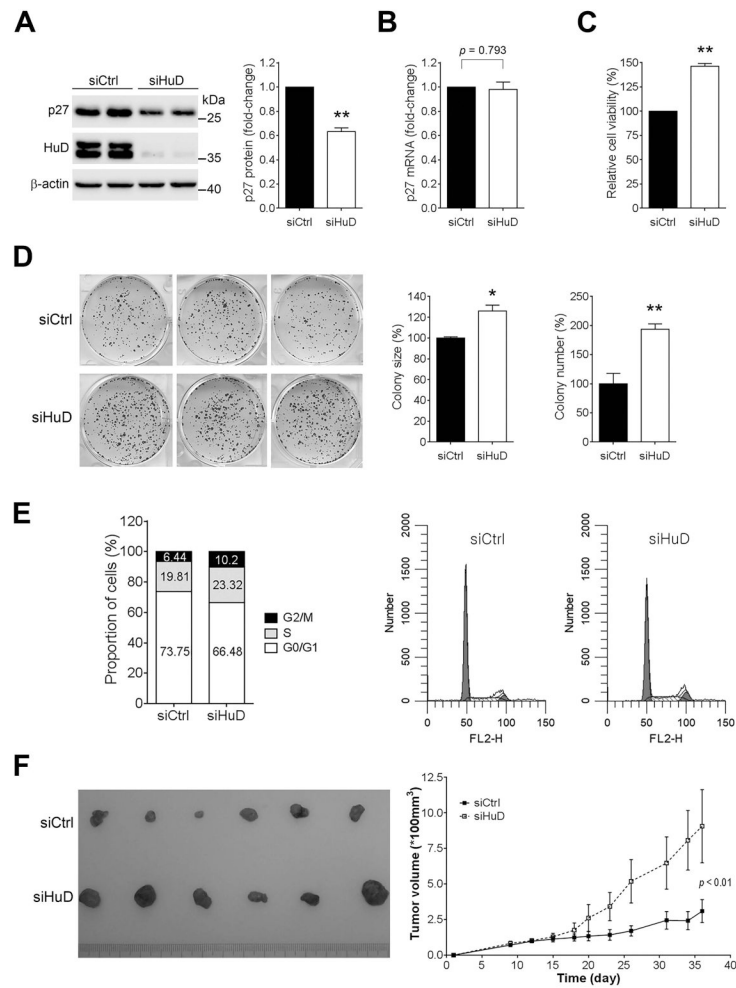 A
siCtrl siHuD
kDa
p27
25
HuD
35
β-actin
40
p27 protein (fold-change)
1.2
1.0
0.8
0.6
0.4
0.2
0.0
**
siCtrl siHuD
B
p = 0.793
p27 mRNA (fold-change)
1.2
1.0
0.8
0.6
0.4
0.2
0.0
siCtrl siHuD
C
Relative cell viability (%)
150
125
100
75
50
25
0
**
siCtrl siHuD
D
siCtrl
siHuD
Colony size (%)
140
120
100
80
60
40
20
0
*
siCtrl siHuD
Colony number (%)
250
200
150
100
50
0
**
siCtrl siHuD
E
Proportion of cells (%)
120
100
80
60
40
20
0
6.44 10.2
19.81 23.32
73.75 66.48
siCtrl siHuD
G2/M
S
G0/G1
siCtrl
Number
2000
1500
1000
500
0
0 50 100 150
FL2-H
siHuD
Number
2000
1500
1000
500
0
0 50 100 150
FL2-H
F
siCtrl
siHuD
Tumor volume (*100mm³)
12.5
10.0
7.5
5.0
2.5
0.0
siCtrl
siHuD
p < 0.01
0 5 10 15 20 25 30 35 40
Time (day)